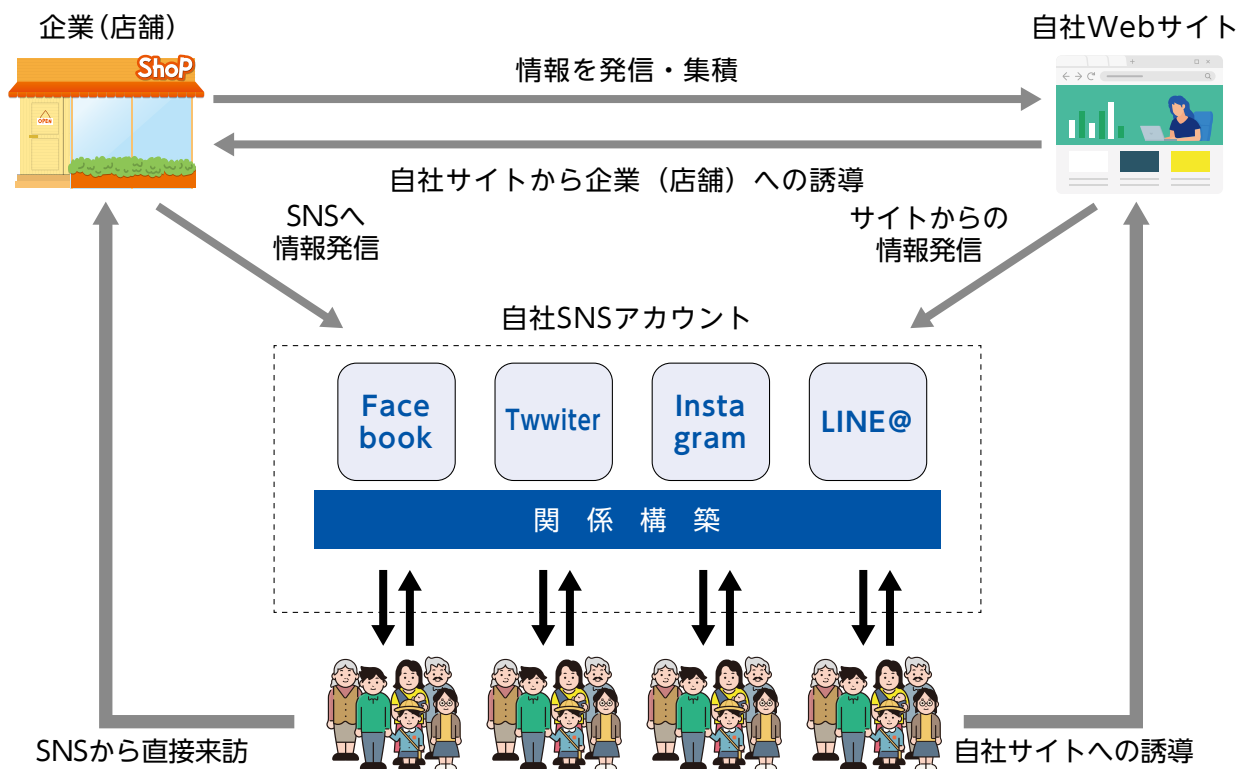 企業（店舗）
自社Webサイト
ShoP
OPEN
情報を発信・集積
自社サイトから企業（店舗）への誘導
SNSへ
情報発信
サイトからの
情報発信
自社SNSアカウント
Face
book
Twwiter
Insta
gram
LINE@
関係構築
SNSから直接来訪
自社サイトへの誘導